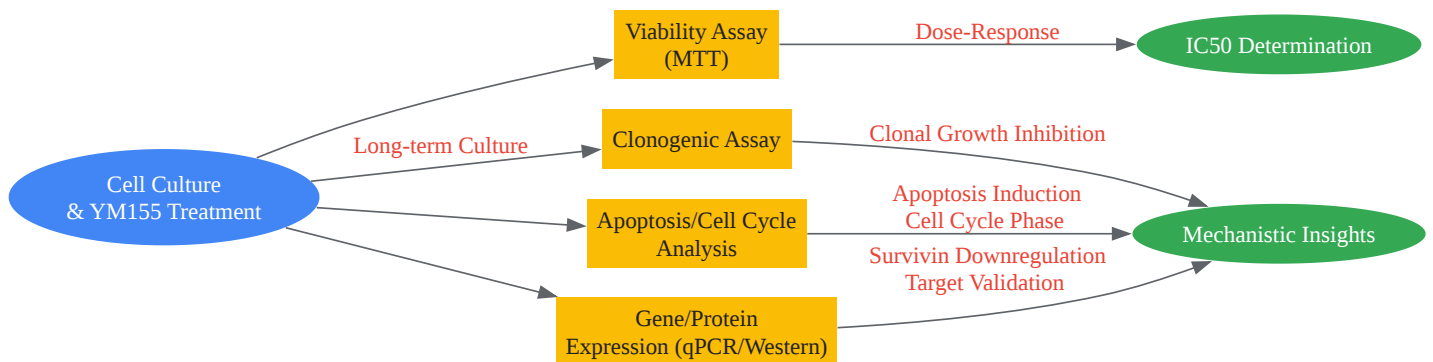 Cell Culture
& YM155 Treatment
Long-term Culture
Viability Assay
(MTT)
Clonogenic Assay
Apoptosis/Cell Cycle
Analysis
Gene/Protein
Expression (qPCR/Western)
Dose-Response
Clonal Growth Inhibition
Apoptosis Induction
Cell Cycle Phase
Survivin Downregulation
Target Validation
IC50 Determination
Mechanistic Insights